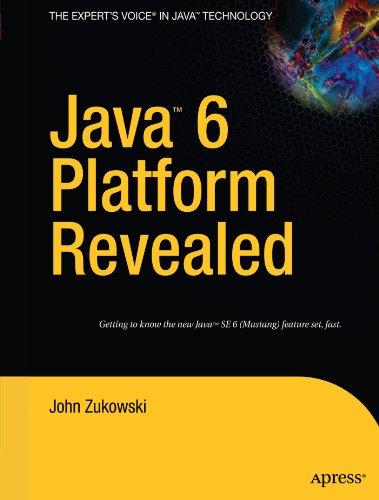 THE EXPERT'S VOICE® IN JAVA™ TECHNOLOGY
Java™ 6
Platform
Revealed
Getting to know the new Java™ SE 6 (Mustang) feature set, fast.
John Zukowski
Apress®